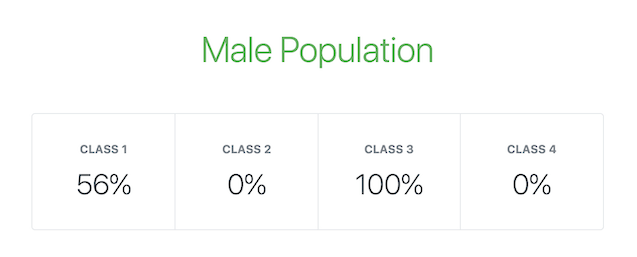 Male Population
CLASS 1 CLASS 2 CLASS 3 CLASS 4
56% 0% 100% 0%